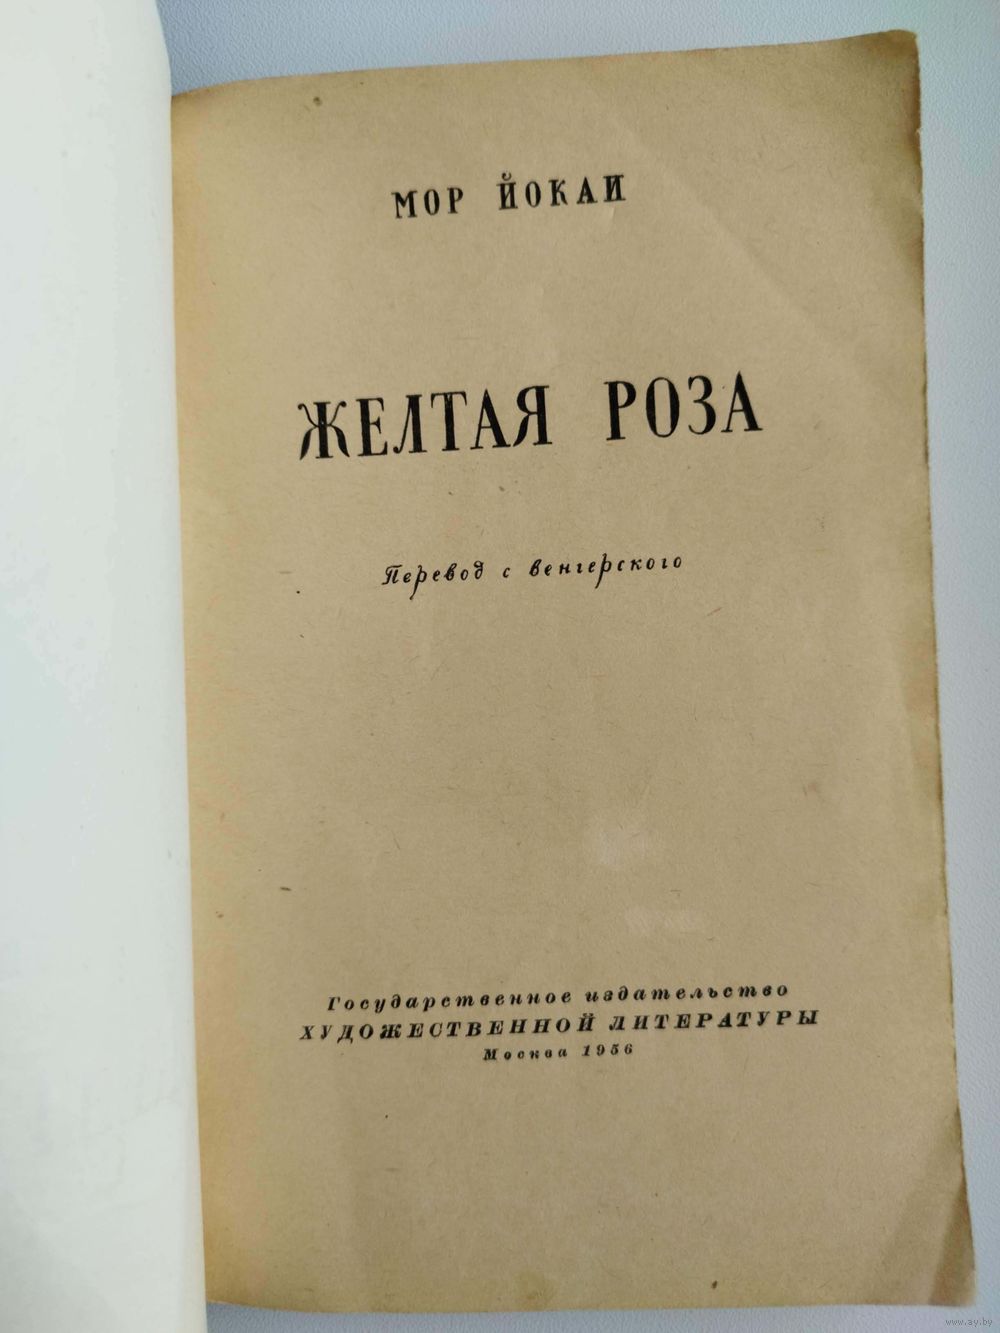 МОР ЙОКАИ
ЖЕЛТАЯ РОЗА
Перевод с венгерского
Государственное издательство
ХУДОЖЕСТВЕННОЙ ЛИТЕРАТУРЫ
Москва 1956
www.ay.by